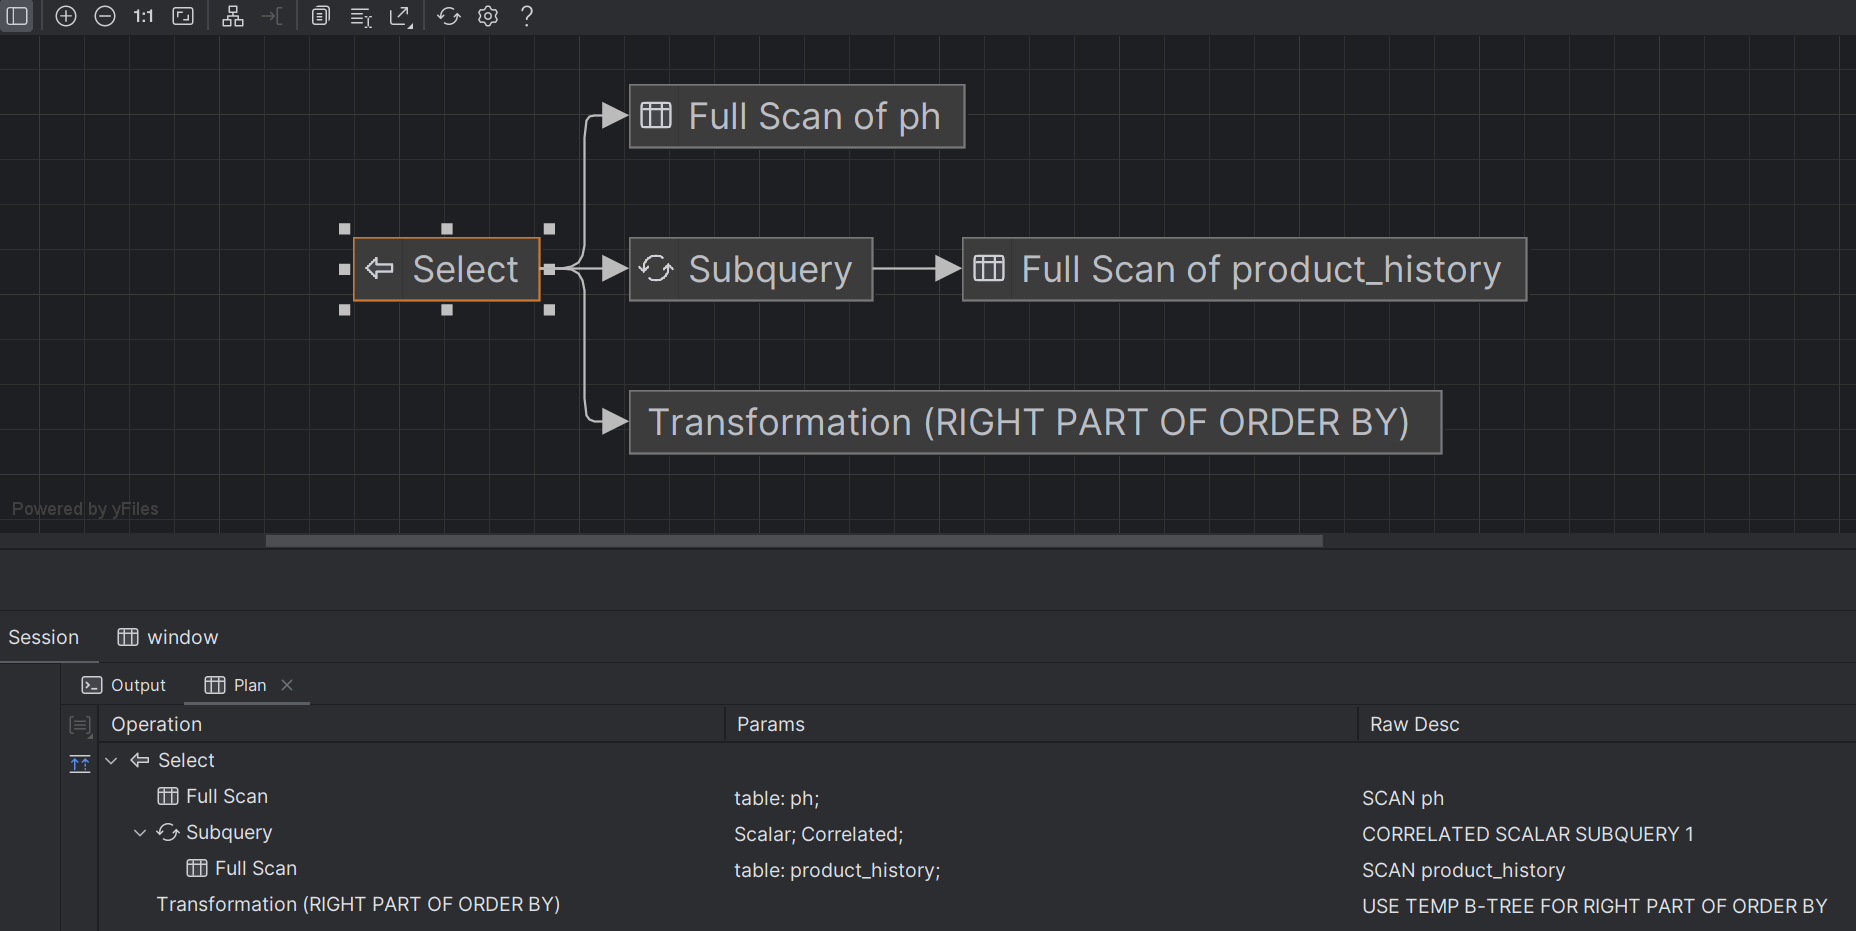 1:1 ?
Full Scan of ph
Select
Subquery
Full Scan of product_history
Transformation (RIGHT PART OF ORDER BY)
Powered by yFiles
Session window
Output Plan
Operation Params Raw Desc
Select
Full Scan table: ph; SCAN ph
Subquery Scalar; Correlated; CORRELATED SCALAR SUBQUERY 1
Full Scan table: product_history; SCAN product_history
Transformation (RIGHT PART OF ORDER BY) USE TEMP B-TREE FOR RIGHT PART OF ORDER BY